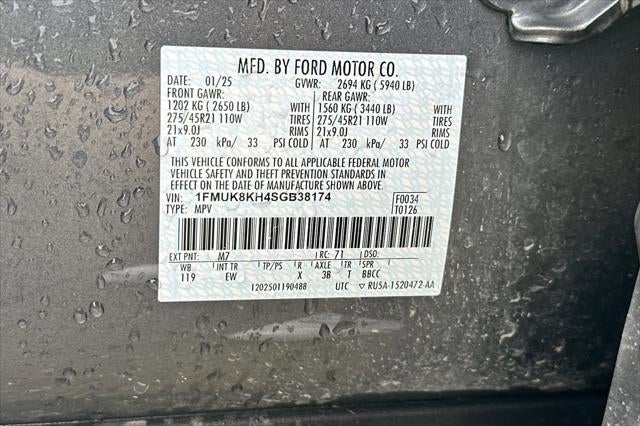 MFD. BY FORD MOTOR CO.
DATE: 01/25 GVWR: 2694 KG ( 5940 LB)
FRONT GAWR: REAR GAWR:
1202 KG ( 2650 LB) WITH 1560 KG ( 3440 LB) WITH
275/45R21 110W TIRES 275/45R21 110W TIRES
21x9.0J RIMS 21x9.0J RIMS
AT 230 kPa/ 33 PSI COLD AT 230 kPa/ 33 PSI COLD
THIS VEHICLE CONFORMS TO ALL APPLICABLE FEDERAL MOTOR
VEHICLE SAFETY AND THEFT PREVENTION STANDARDS IN
EFFECT ON THE DATE OF MANUFACTURE SHOWN ABOVE.
VIN: 1FMUK8KH4SGB38174 F0034
TYPE: MPV T0126
EXT PNT: M7 RC: 71 DSO:
WB INT TR TP/PS R AXLE TR SPR
119 EW X 3B T BBCC
1202501190488 UTC RU5A-1520472-AA